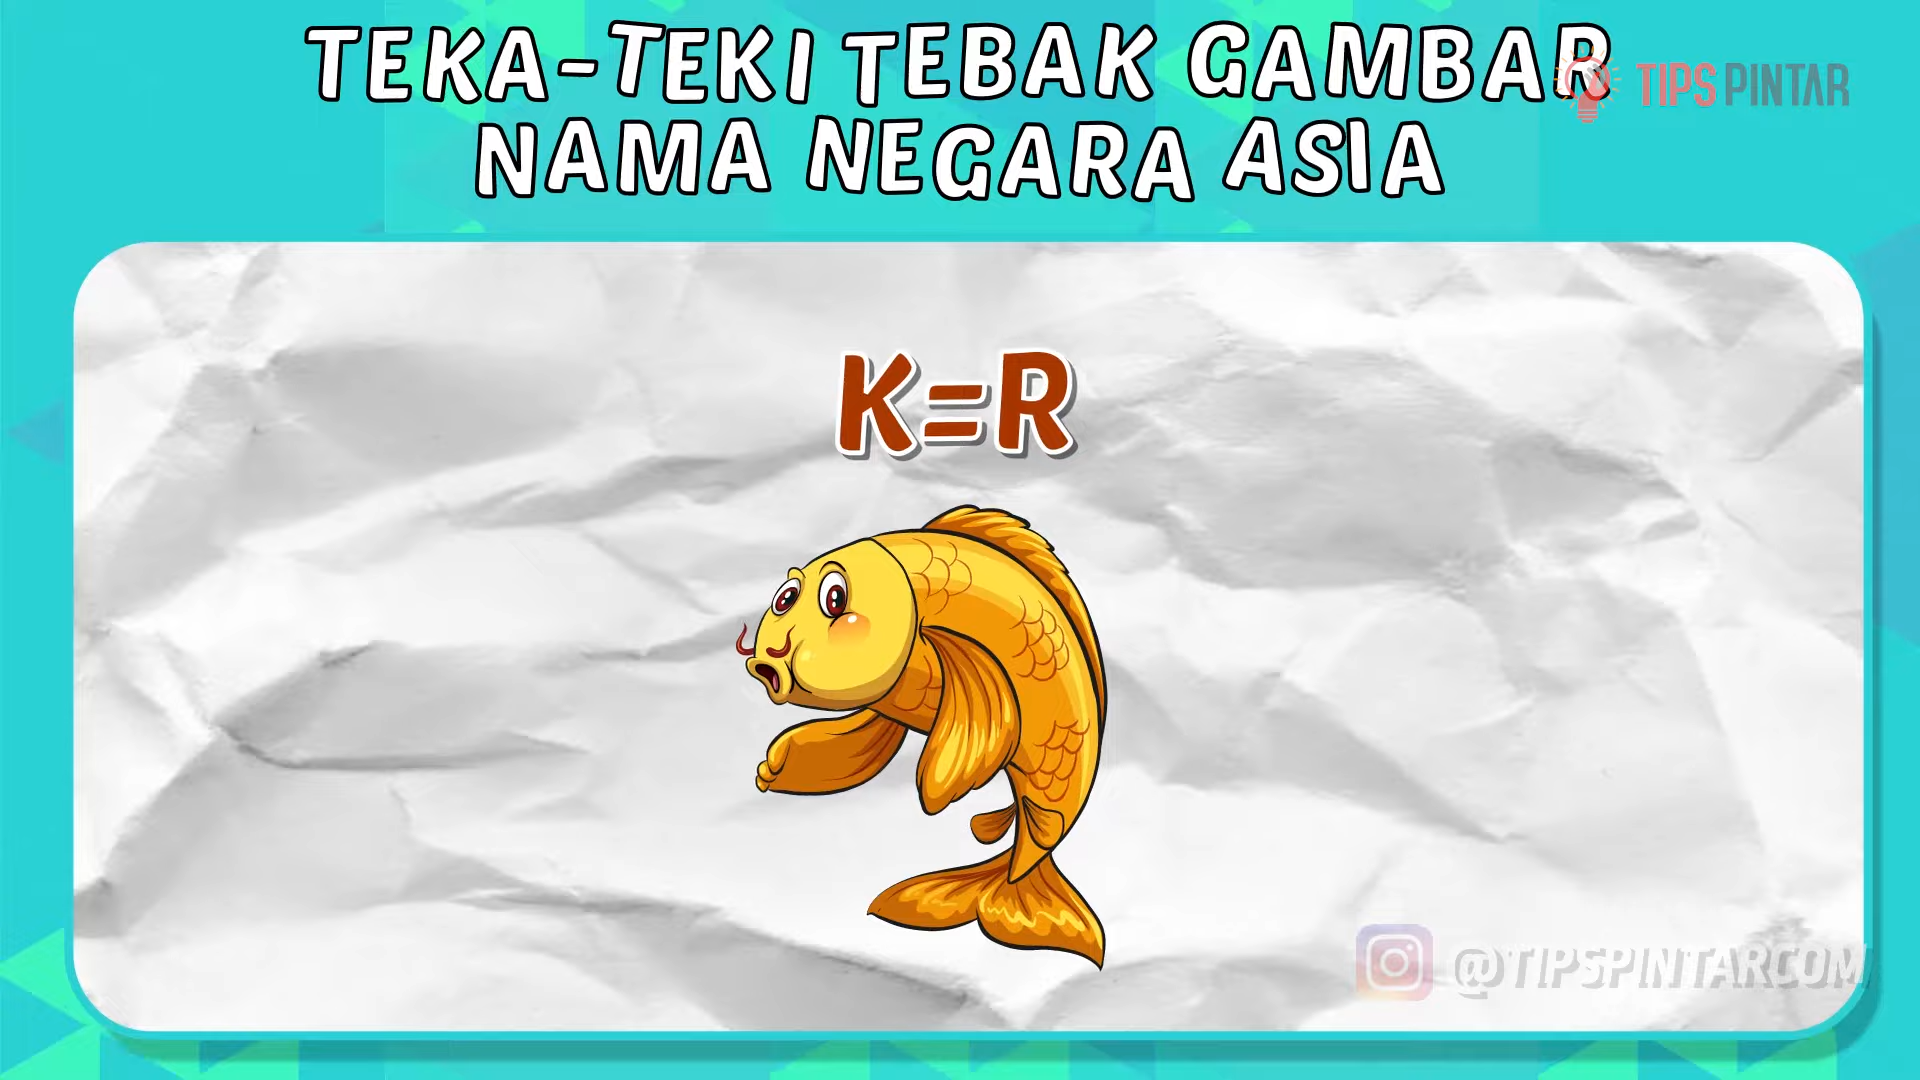 TEKA-TEKI TEBAK GAMBAR
TIPS PINTAR
NAMA NEGARA ASIA
K=R
@TIPSPINTARCOM